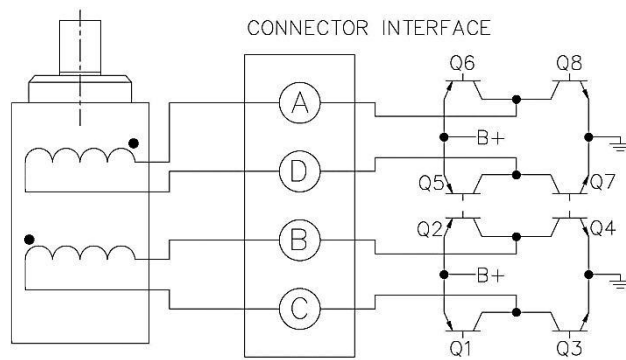 CONNECTOR INTERFACE
Q6 Q8
A
B+
D
Q5 Q7
Q2 Q4
B
B+
C
Q1 Q3